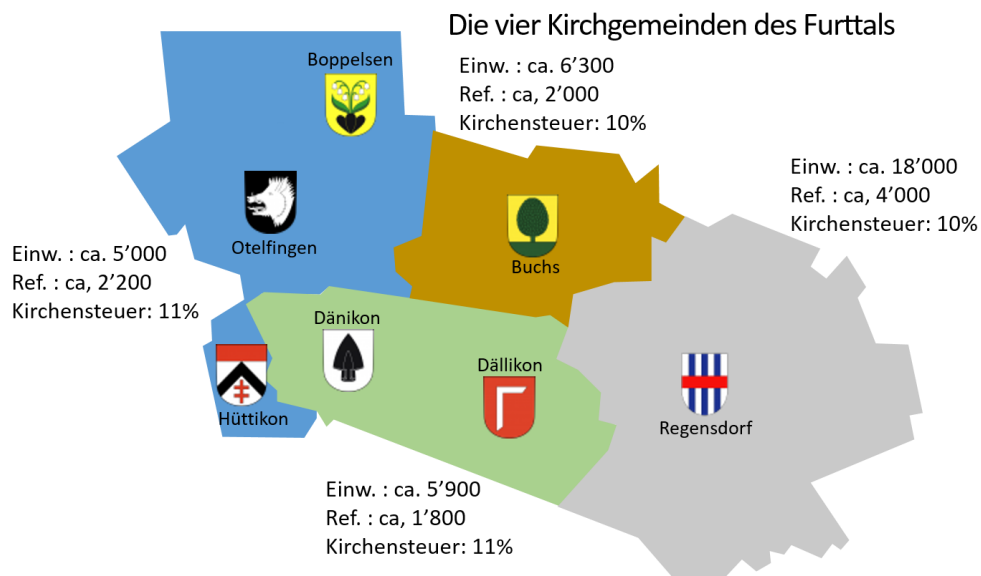 Die vier Kirchgemeinden des Furttals
Boppelsen
Einw. : ca. 6’300
Ref. : ca, 2’000
Kirchensteuer: 10%
Einw. : ca. 18’000
Ref. : ca, 4’000
Kirchensteuer: 10%
Otelfingen
Buchs
Einw. : ca. 5’000
Ref. : ca, 2’200
Kirchensteuer: 11%
Dänikon
Dällikon
Hüttikon
Regensdorf
Einw. : ca. 5’900
Ref. : ca, 1’800
Kirchensteuer: 11%